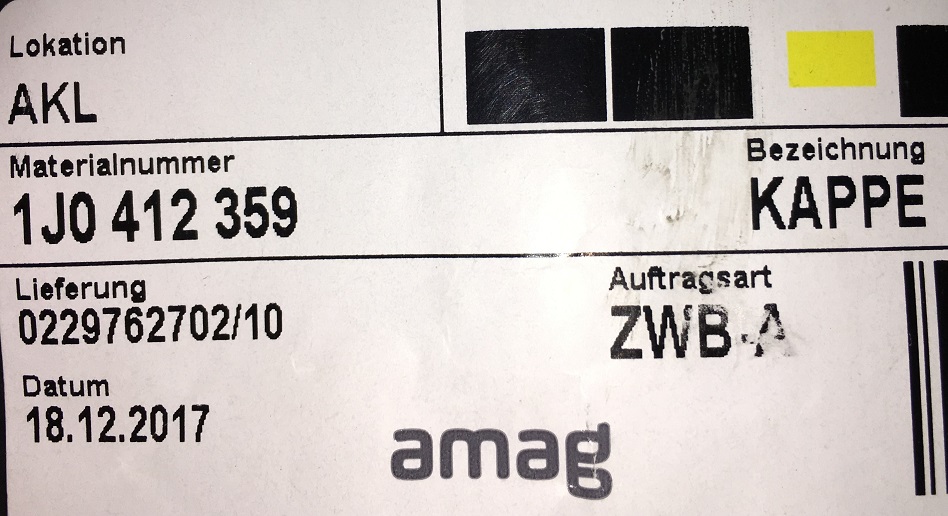 Lokation
AKL
Materialnummer
1J0 412 359
Bezeichnung
KAPPE
Lieferung
0229762702/10
Auftragsart
ZWB-A
Datum
18.12.2017
amag